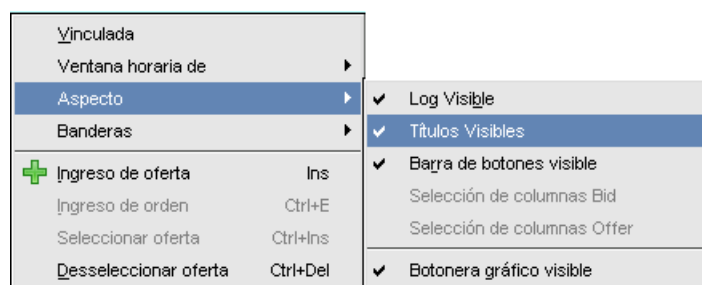 Vinculada
Ventana horaria de
Aspecto
Banderas
Ingreso de oferta Ins
Ingreso de orden Ctrl+E
Seleccionar oferta Ctrl+Ins
Desseleccionar oferta Ctrl+Del
Log Visible
Títulos Visibles
Barra de botones visible
Selección de columnas Bid
Selección de columnas Offer
Botonera gráfico visible